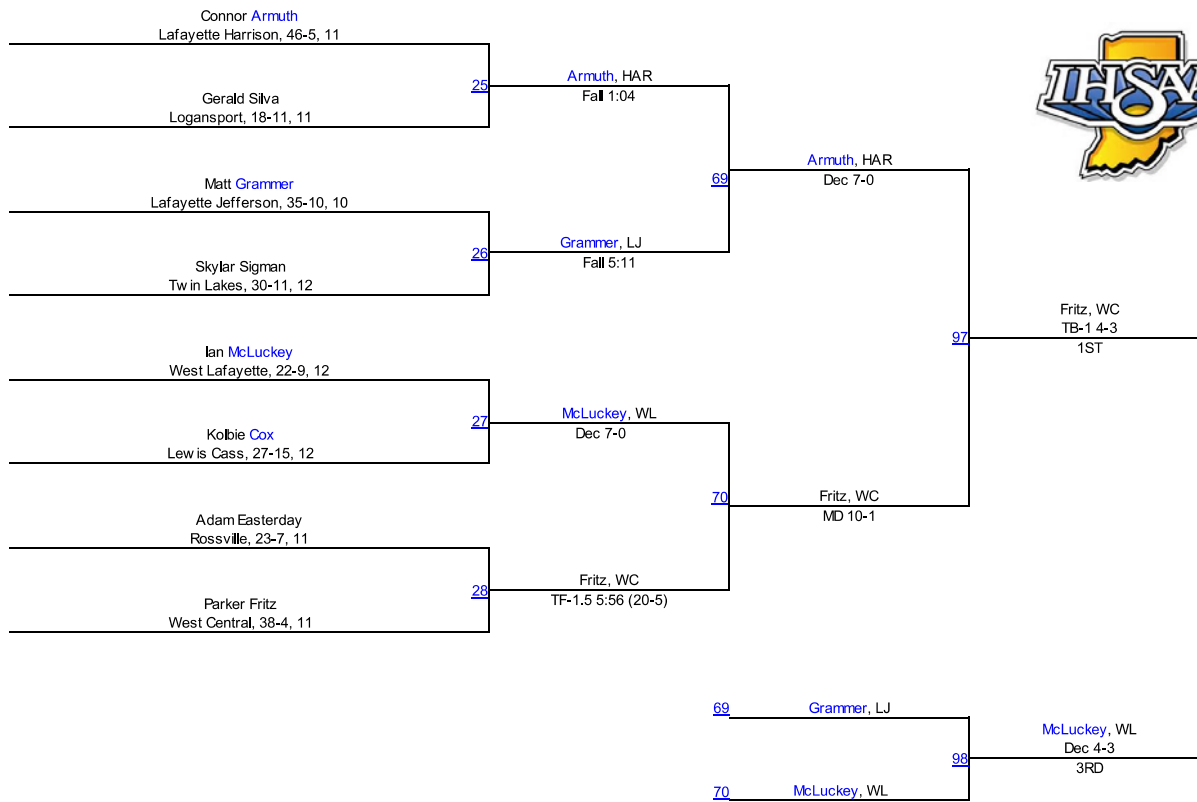 Connor Armuth
Lafayette Harrison, 46-5, 11
25
Armuth, HAR
Fall 1:04
Gerald Silva
Logansport, 18-11, 11
IHSAA
69
Armuth, HAR
Dec 7-0
Matt Grammer
Lafayette Jefferson, 35-10, 10
26
Grammer, LJ
Fall 5:11
Skylar Sigman
Twin Lakes, 30-11, 12
97
Fritz, WC
TB-1 4-3
1ST
Ian McLuckey
West Lafayette, 22-9, 12
27
McLuckey, WL
Dec 7-0
Kolbie Cox
Lewis Cass, 27-15, 12
70
Fritz, WC
MD 10-1
Adam Easterday
Rossville, 23-7, 11
28
Fritz, WC
TF-1.5 5:56 (20-5)
Parker Fritz
West Central, 38-4, 11
69
Grammer, LJ
98
McLuckey, WL
Dec 4-3
3RD
70
McLuckey, WL